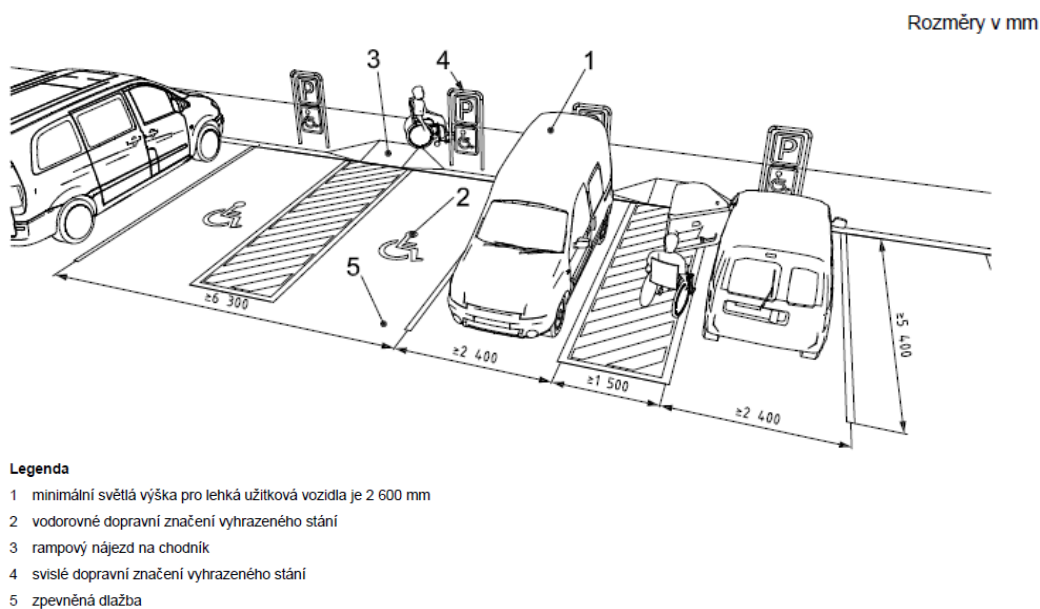 Rozměry v mm
3
4
1
P
P
P
2
5
≥6 300
≥2 400
≥1 500
≥2 400
≥5 400
Legenda
1 minimální světlá výška pro lehká užitková vozidla je 2 600 mm
2 vodorovné dopravní značení vyhrazeného stání
3 rampový nájezd na chodník
4 svislé dopravní značení vyhrazeného stání
5 zpevněná dlažba